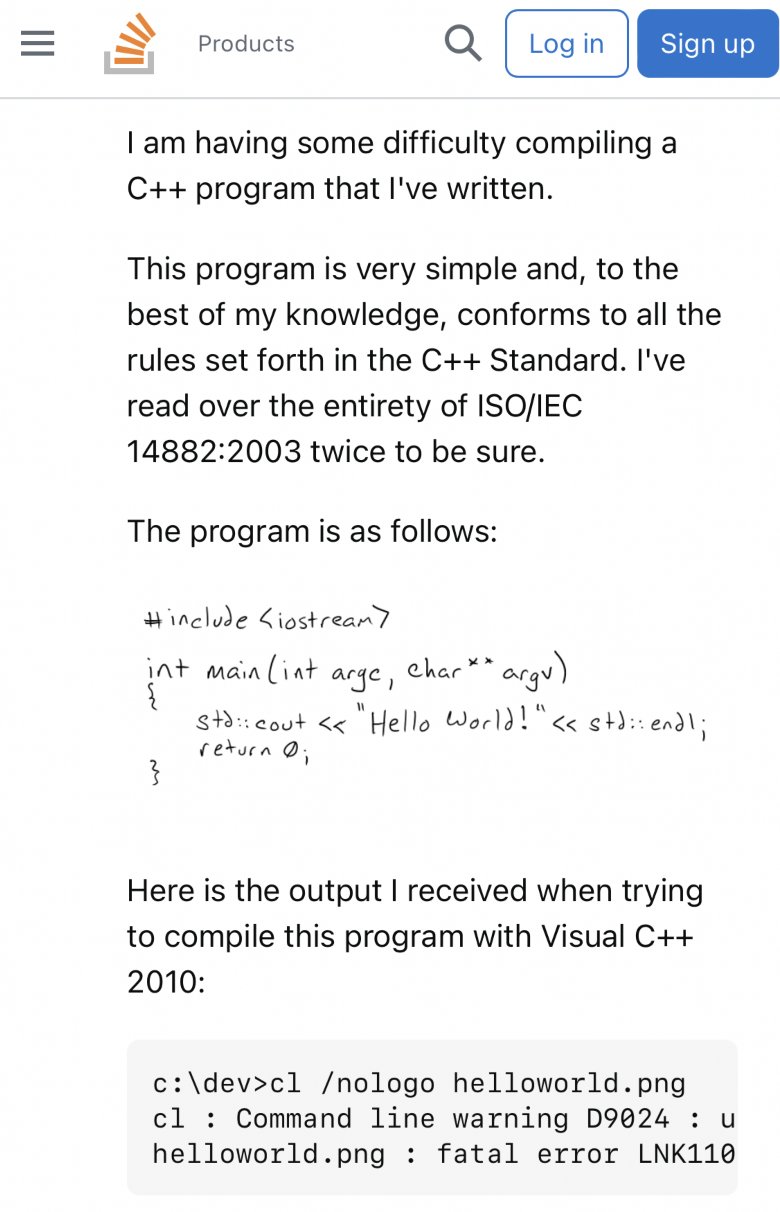 Products
Log in
Sign up
I am having some difficulty compiling a
C++ program that I've written.
This program is very simple and, to the
best of my knowledge, conforms to all the
rules set forth in the C++ Standard. I've
read over the entirety of ISO/IEC
14882:2003 twice to be sure.
The program is as follows:
#include <iostream>
int main(int argc, char** argv)
{
std::cout << "Hello World!" << std::endl;
return 0;
}
Here is the output I received when trying
to compile this program with Visual C++
2010:
c:\dev>cl /nologo helloworld.png
cl : Command line warning D9024 : u
helloworld.png : fatal error LNK110